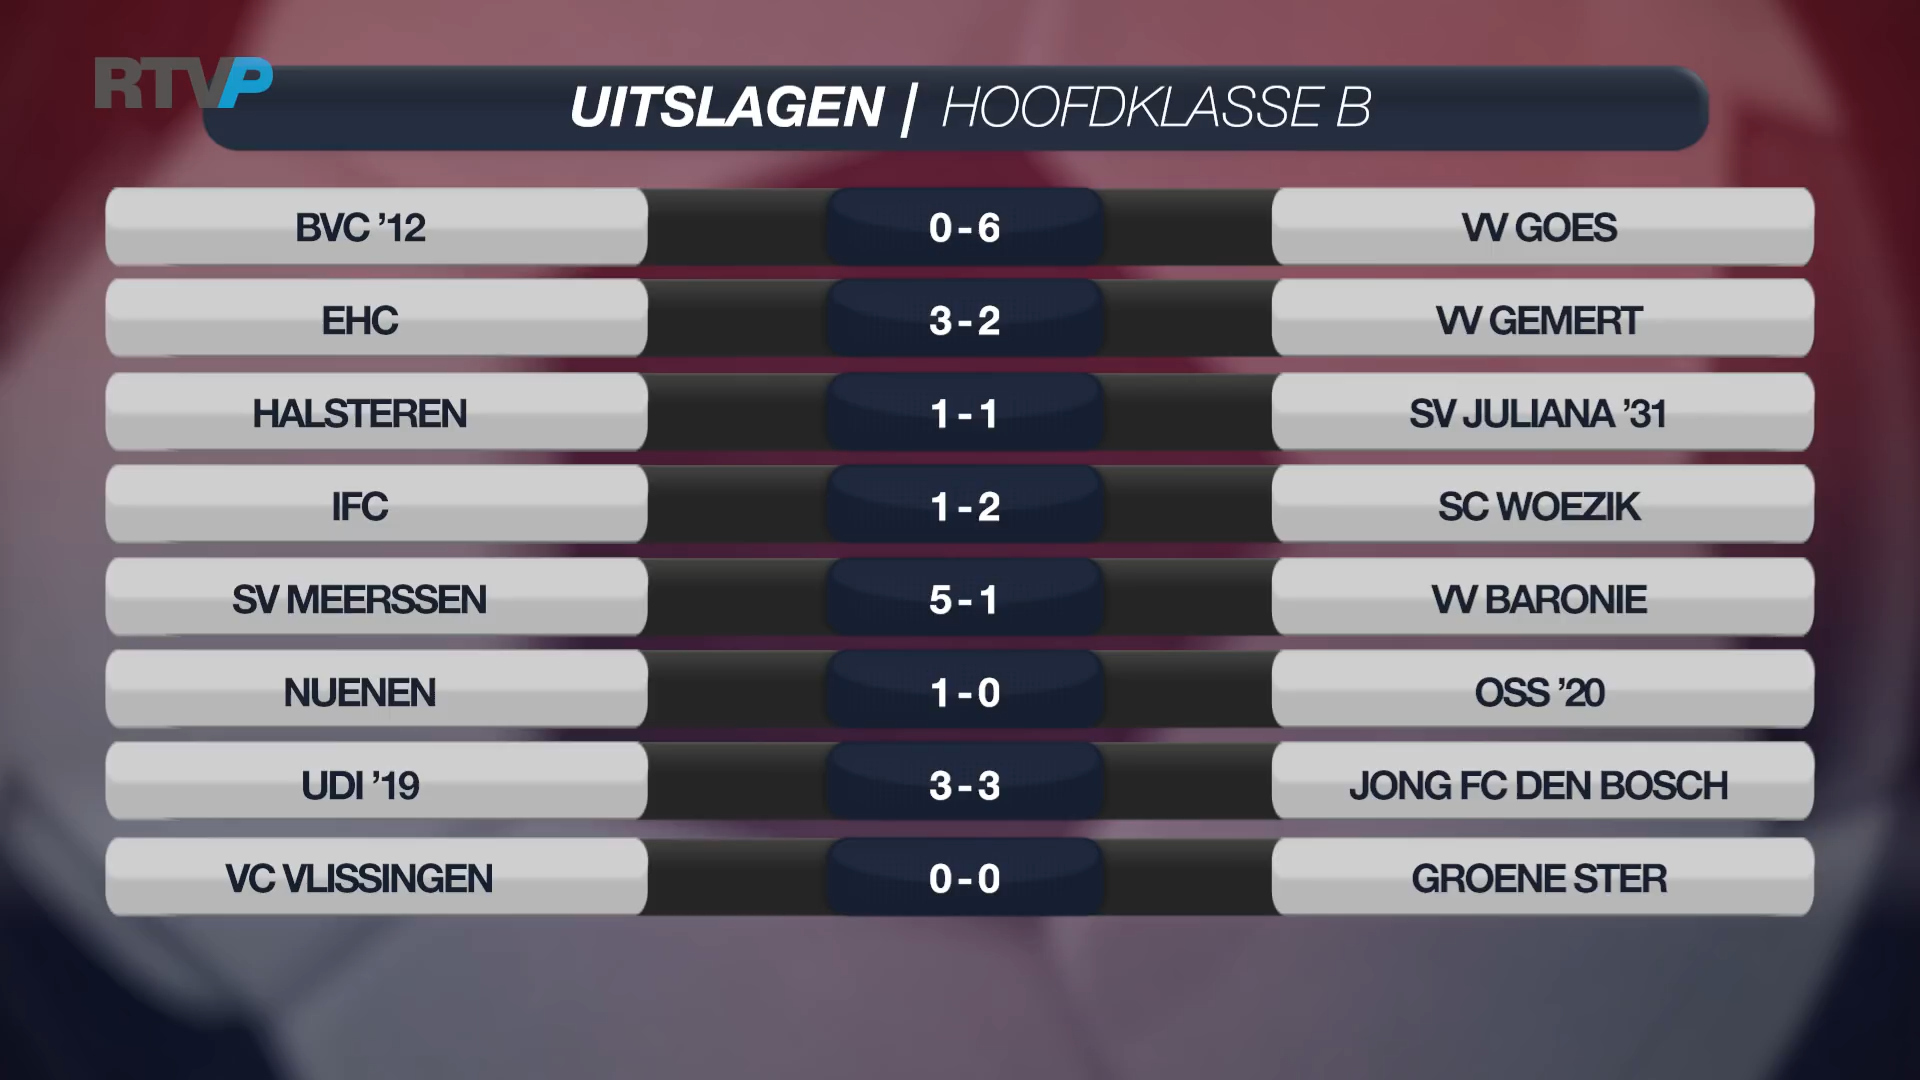 RTVP
UITSLAGEN | HOOFDKLASSE B
BVC ’12 0 - 6 VV GOES
EHC 3 - 2 VV GEMERT
HALSTEREN 1 - 1 SV JULIANA ’31
IFC 1 - 2 SC WOEZIK
SV MEERSSEN 5 - 1 VV BARONIE
NUENEN 1 - 0 OSS ’20
UDI ’19 3 - 3 JONG FC DEN BOSCH
VC VLISSINGEN 0 - 0 GROENE STER